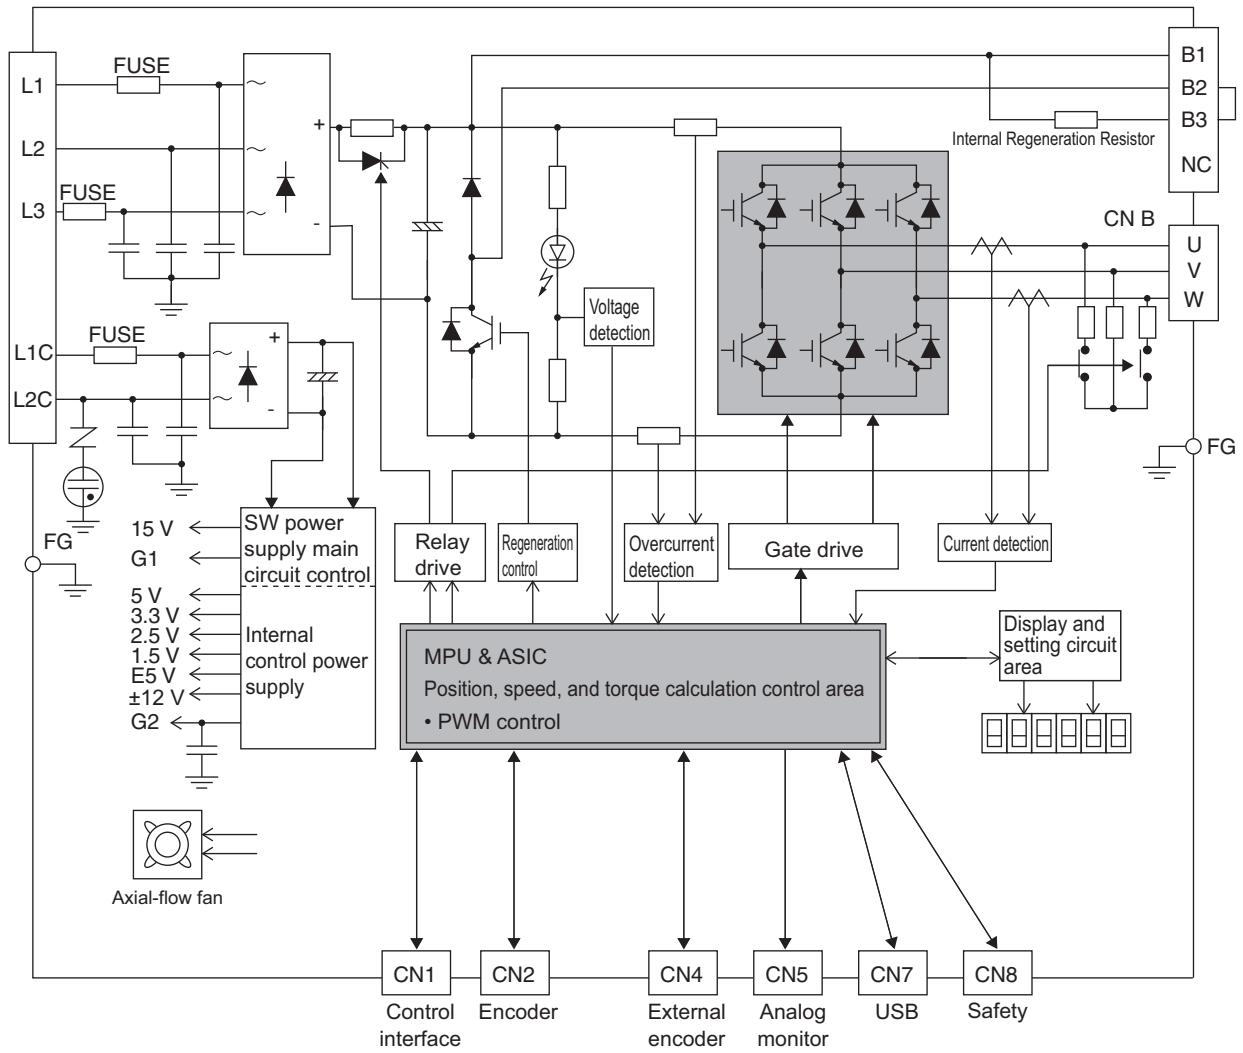 B1
L1
FUSE
B2
B3
Internal Regeneration Resistor
L2
+
NC
FUSE
L3
-
CN B
U
V
W
Voltage
detection
L1C
FUSE
+
L2C
-
FG
FG
15 V
G1
SW power
supply main
circuit control
5 V
3.3 V
2.5 V
1.5 V
E5 V
±12 V
G2
Internal
control power
supply
Relay
drive
Regeneration
control
Overcurrent
detection
Gate drive
Current detection
MPU & ASIC
Position, speed, and torque calculation control area
• PWM control
Display and
setting circuit
area
Axial-flow fan
CN1
CN2
CN4
CN5
CN7
CN8
Control
interface
Encoder
External
encoder
Analog
monitor
USB
Safety